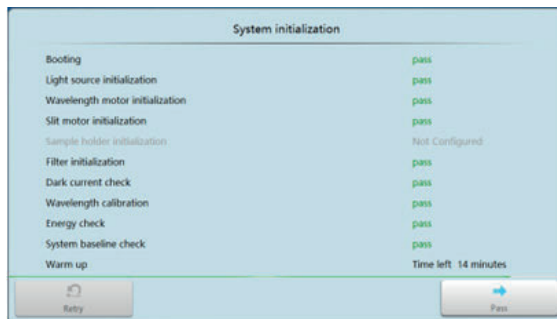 System initialization
Booting pass
Light source initialization pass
Wavelength motor initialization pass
Slit motor initialization pass
Sample holder initialization Not Configured
Filter initialization pass
Dark current check pass
Wavelength calibration pass
Energy check pass
System baseline check pass
Warm up Time left 14 minutes
Retry Pass